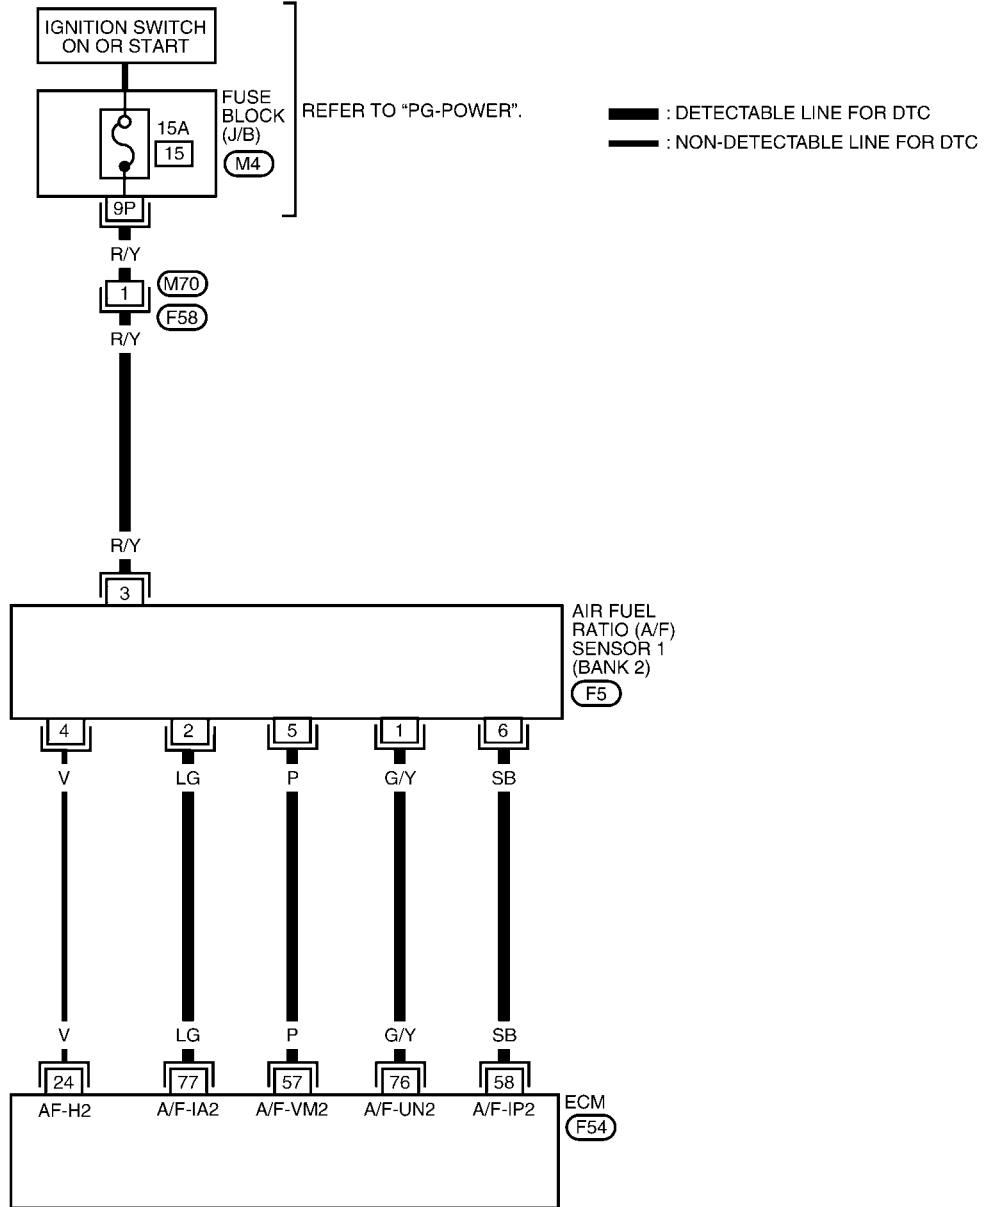 IGNITION SWITCH
ON OR START
FUSE
BLOCK
(J/B)
M4
15A
15
9P
REFER TO “PG-POWER”.
: DETECTABLE LINE FOR DTC
: NON-DETECTABLE LINE FOR DTC
R/Y
1
M70
F58
R/Y
R/Y
3
AIR FUEL
RATIO (A/F)
SENSOR 1
(BANK 2)
F5
4 2 5 1 6
V LG P G/Y SB
V LG P G/Y SB
24 77 57 76 58
AF-H2 A/F-IA2 A/F-VM2 A/F-UN2 A/F-IP2
ECM
F54